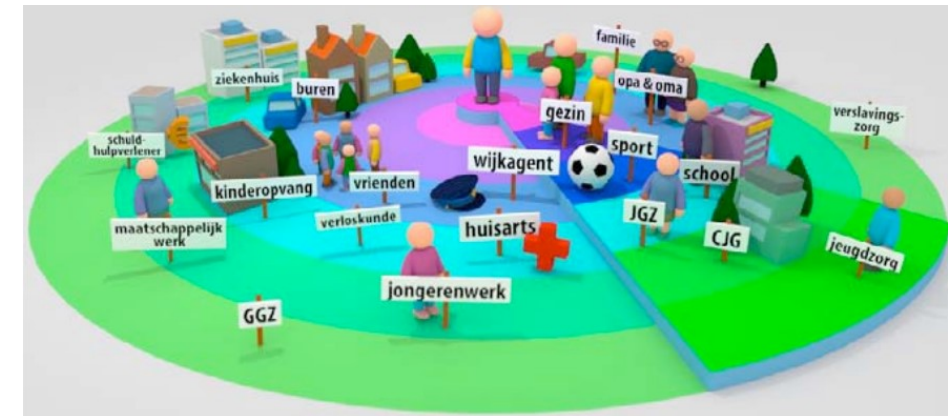 familie
ziekenhuis
opa & oma
buren
gezin
verslavings-
zorg
schuld-
hulpverlener
sport
wijkagent
school
kinderopvang
vrienden
JGZ
verloskunde
maatschappelijk
werk
huisarts
CJG
jeugdzorg
jongerenwerk
GGZ